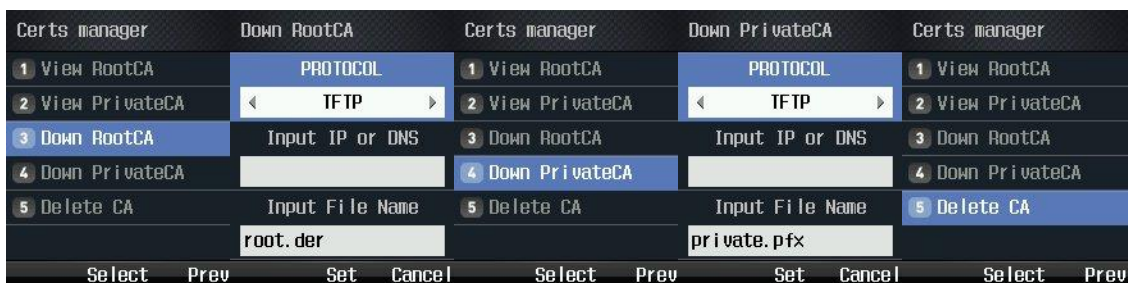 Certs manager
1 View RootCA
2 View PrivateCA
3 Down RootCA
4 Down PrivateCA
5 Delete CA
Select Prev
Down RootCA
PROTOCOL
TFTP
Input IP or DNS
Input File Name
root.der
Set Cancel
Certs manager
1 View RootCA
2 View PrivateCA
3 Down RootCA
4 Down PrivateCA
5 Delete CA
Select Prev
Down PrivateCA
PROTOCOL
TFTP
Input IP or DNS
Input File Name
private.pfx
Set Cancel
Certs manager
1 View RootCA
2 View PrivateCA
3 Down RootCA
4 Down PrivateCA
5 Delete CA
Select Prev